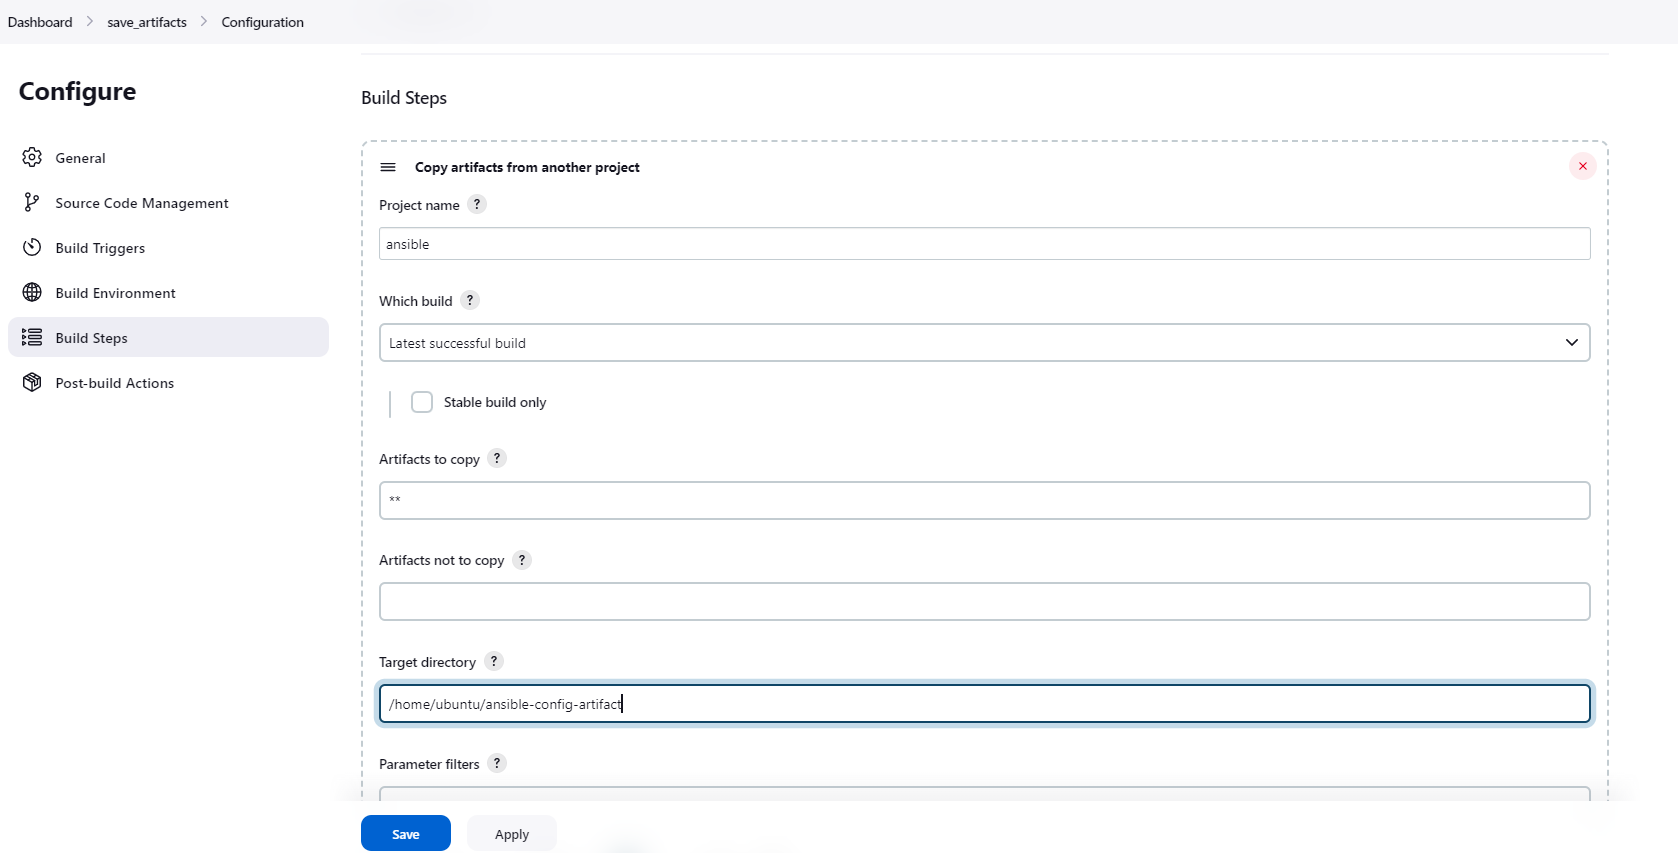 Dashboard > save_artifacts > Configuration
Configure
General
Source Code Management
Build Triggers
Build Environment
Build Steps
Post-build Actions
Build Steps
Copy artifacts from another project
Project name ?
ansible
Which build ?
Latest successful build
Stable build only
Artifacts to copy ?
**
Artifacts not to copy ?
Target directory ?
/home/ubuntu/ansible-config-artifact
Parameter filters ?
Save
Apply